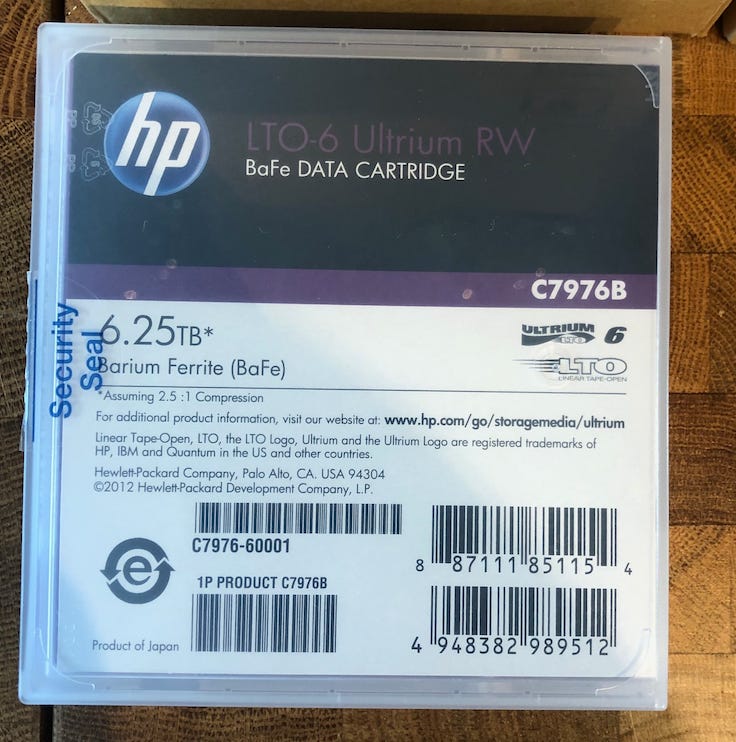 hp
LTO-6 Ultrium RW
BaFe DATA CARTRIDGE
C7976B
Security
Seal
6.25TB*
Barium Ferrite (BaFe)
ULTRIUM 6
LTO
LTO
LINEAR TAPE-OPEN
*Assuming 2.5 :1 Compression
For additional product information, visit our website at: www.hp.com/go/storagemedia/ultrium
Linear Tape-Open, LTO, the LTO Logo, Ultrium and the Ultrium Logo are registered trademarks of
HP, IBM and Quantum in the US and other countries.
Hewlett-Packard Company, Palo Alto, CA. USA 94304
©2012 Hewlett-Packard Development Company, L.P.
C7976-60001
8 87111 85115 4
e
1P PRODUCT C7976B
4 948382 989512
Product of Japan